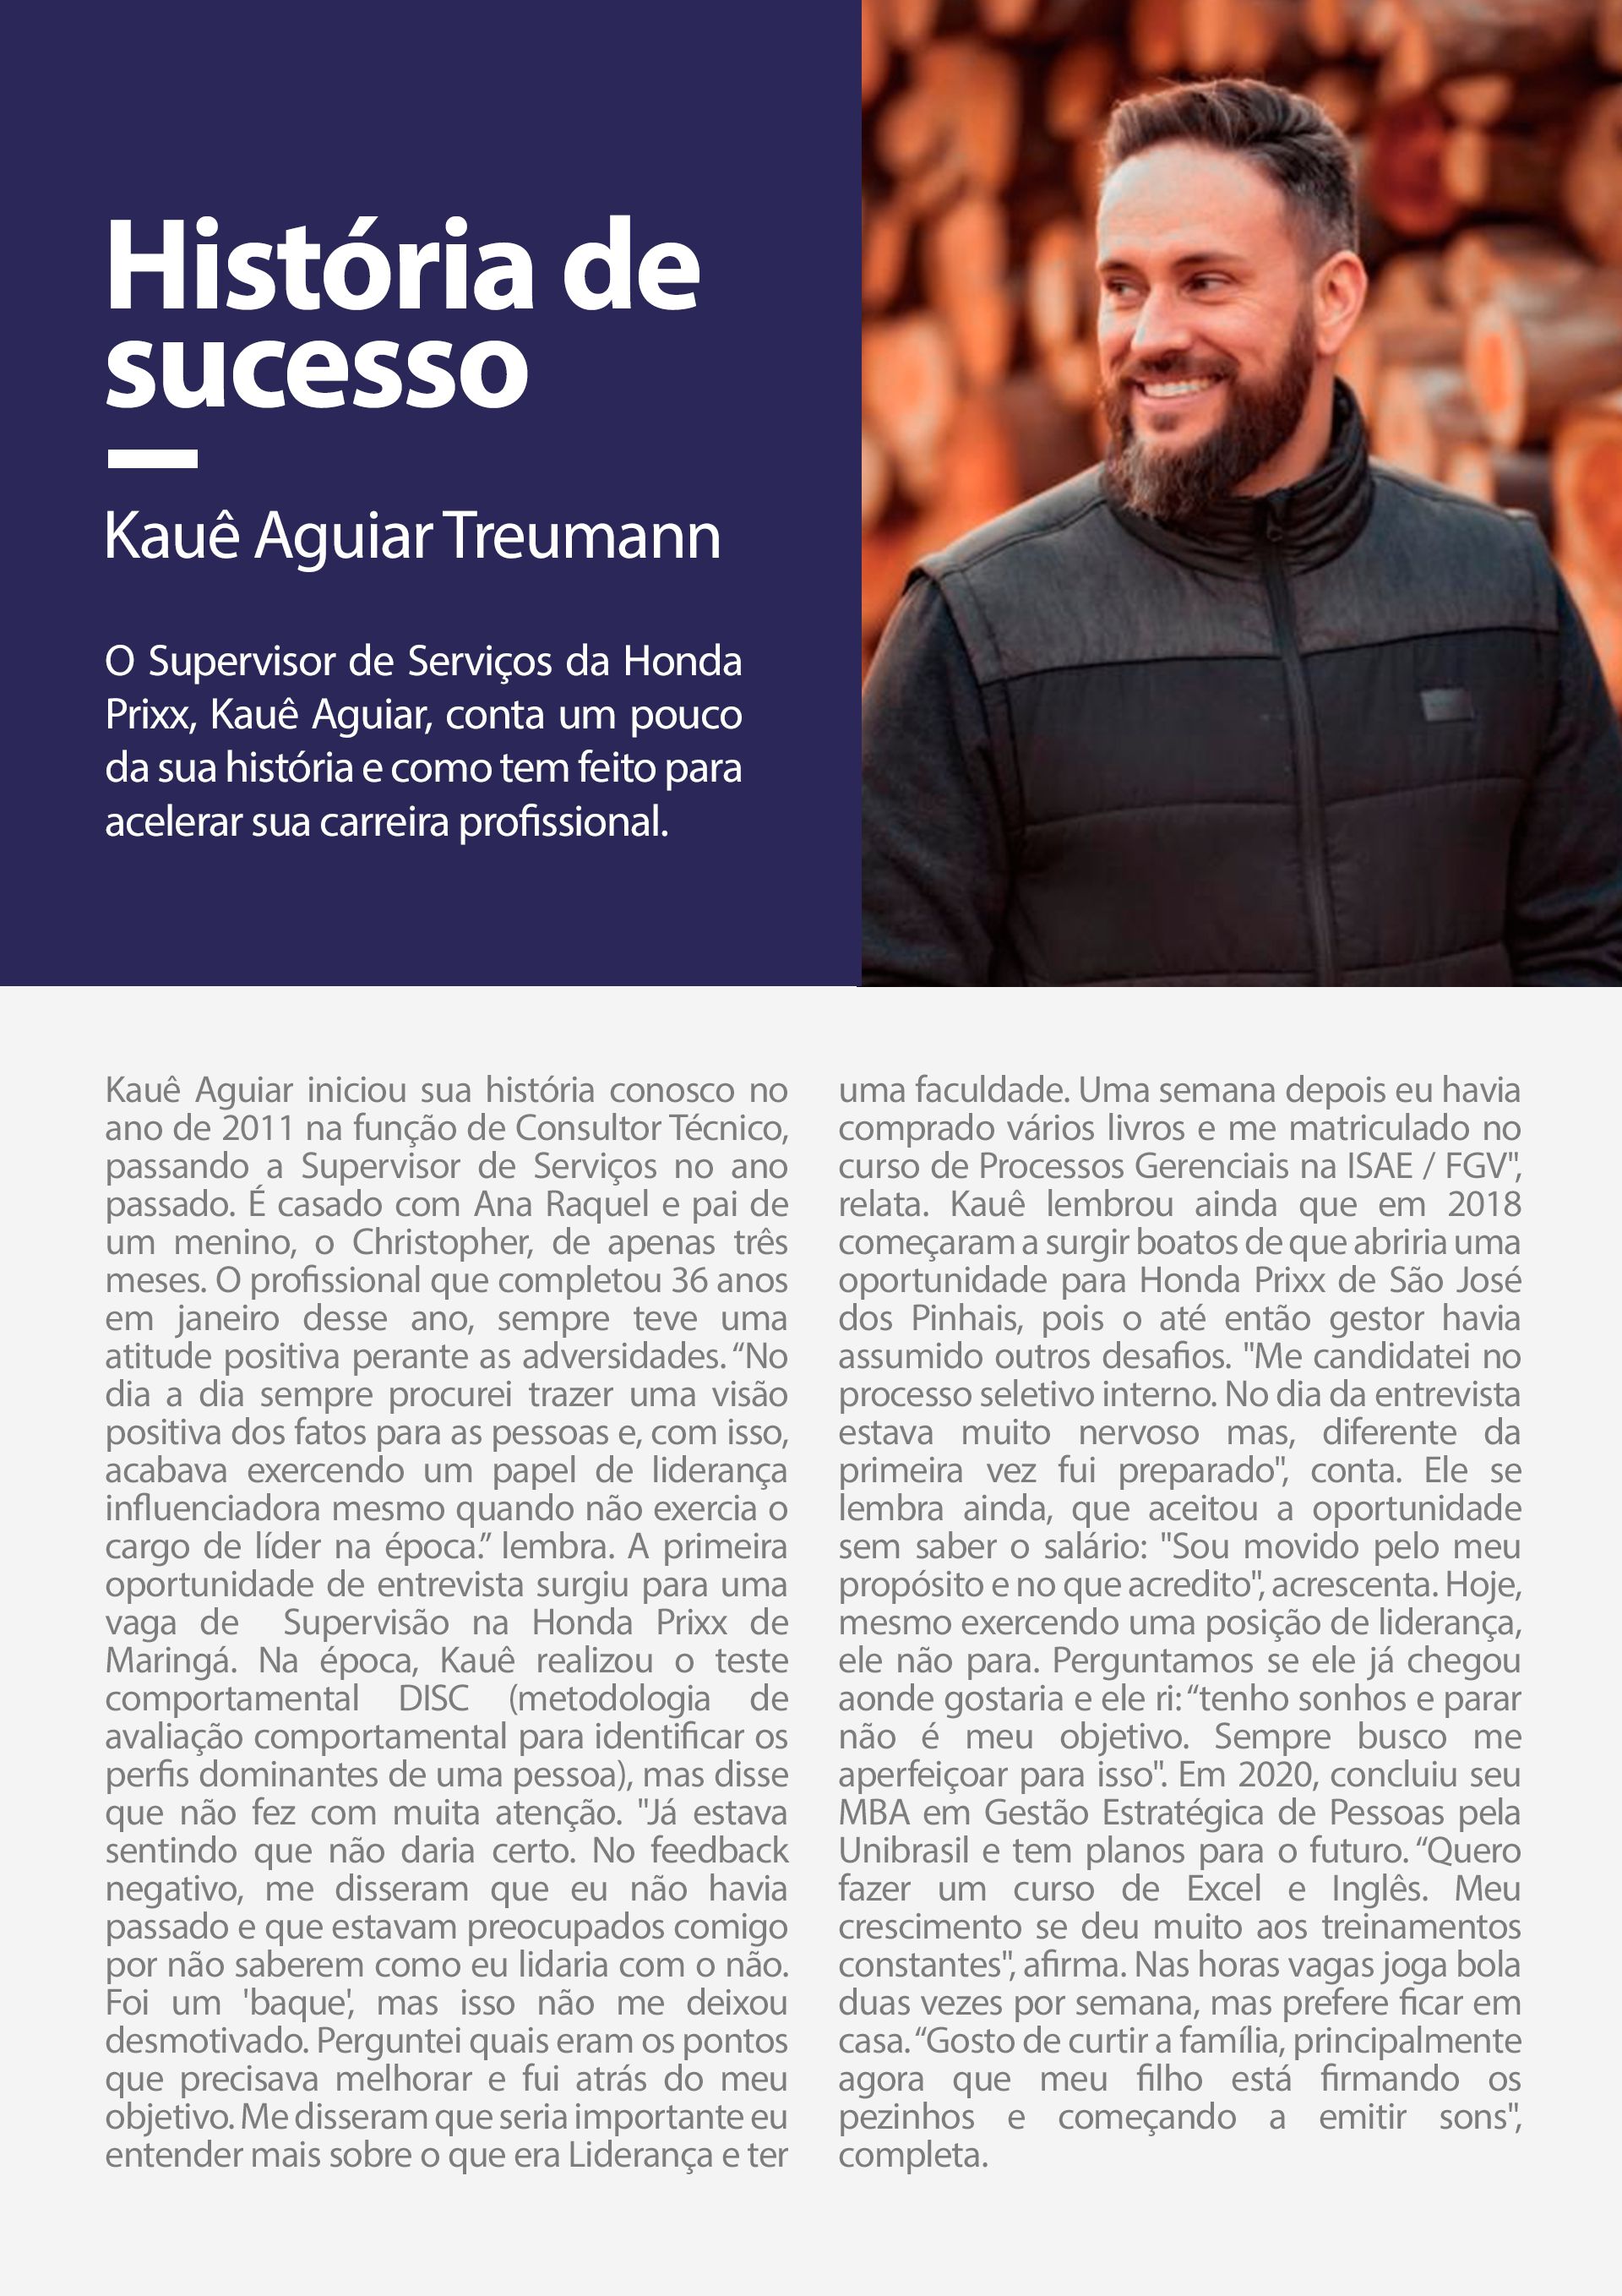 História de
sucesso
Kauê Aguiar Treumann
O Supervisor de Serviços da Honda
Prixx, Kauê Aguiar, conta um pouco
da sua história e como tem feito para
acelerar sua carreira profissional.
Kauê Aguiar iniciou sua história conosco no
ano de 2011 na função de Consultor Técnico,
passando a Supervisor de Serviços no ano
passado. É casado com Ana Raquel e pai de
um menino, o Christopher, de apenas três
meses. O profissional que completou 36 anos
em janeiro desse ano, sempre teve uma
atitude positiva perante as adversidades. “No
dia a dia sempre procurei trazer uma visão
positiva dos fatos para as pessoas e, com isso,
acabava exercendo um papel de liderança
influenciadora mesmo quando não exercia o
cargo de líder na época.” lembra. A primeira
oportunidade de entrevista surgiu para uma
vaga de Supervisão na Honda Prixx de
Maringá. Na época, Kauê realizou o teste
comportamental DISC (metodologia de
avaliação comportamental para identificar os
perfis dominantes de uma pessoa), mas disse
que não fez com muita atenção. "Já estava
sentindo que não daria certo. No feedback
negativo, me disseram que eu não havia
passado e que estavam preocupados comigo
por não saberem como eu lidaria com o não.
Foi um 'baque', mas isso não me deixou
desmotivado. Perguntei quais eram os pontos
que precisava melhorar e fui atrás do meu
objetivo. Me disseram que seria importante eu
entender mais sobre o que era Liderança e ter
uma faculdade. Uma semana depois eu havia
comprado vários livros e me matriculado no
curso de Processos Gerenciais na ISAE / FGV",
relata. Kauê lembrou ainda que em 2018
começaram a surgir boatos de que abriria uma
oportunidade para Honda Prixx de São José
dos Pinhais, pois o até então gestor havia
assumido outros desafios. "Me candidatei no
processo seletivo interno. No dia da entrevista
estava muito nervoso mas, diferente da
primeira vez fui preparado", conta. Ele se
lembra ainda, que aceitou a oportunidade
sem saber o salário: "Sou movido pelo meu
propósito e no que acredito", acrescenta. Hoje,
mesmo exercendo uma posição de liderança,
ele não para. Perguntamos se ele já chegou
aonde gostaria e ele ri: “tenho sonhos e parar
não é meu objetivo. Sempre busco me
aperfeiçoar para isso". Em 2020, concluiu seu
MBA em Gestão Estratégica de Pessoas pela
Unibrasil e tem planos para o futuro. “Quero
fazer um curso de Excel e Inglês. Meu
crescimento se deu muito aos treinamentos
constantes", afirma. Nas horas vagas joga bola
duas vezes por semana, mas prefere ficar em
casa. “Gosto de curtir a família, principalmente
agora que meu filho está firmando os
pezinhos e começando a emitir sons",
completa.